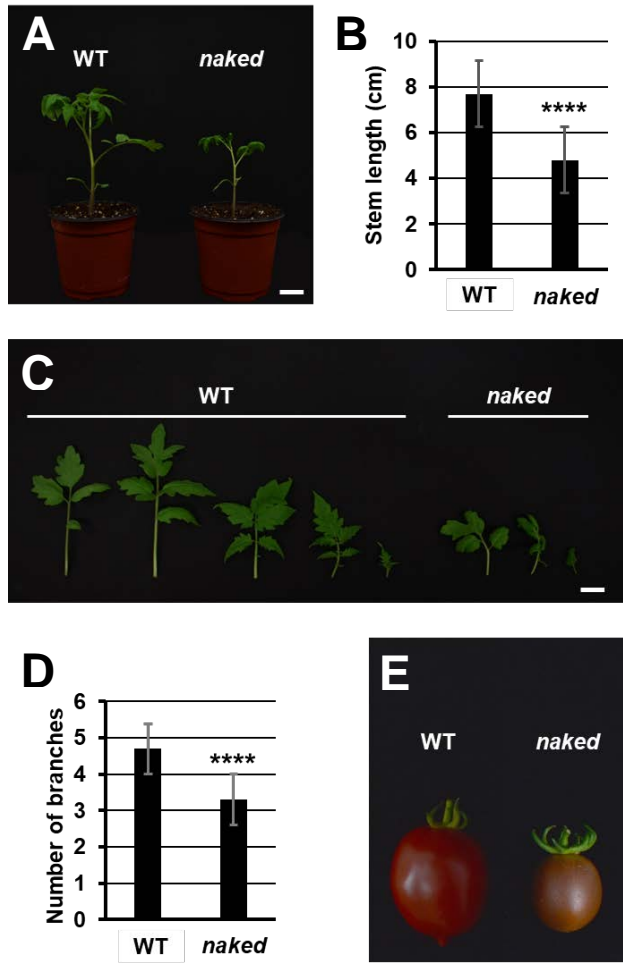 A
WT naked
B
Stem length (cm)
10
8
6
4
2
0
****
WT naked
C
WT naked
D
Number of branches
6
5
4
3
2
1
0
****
WT naked
E
WT naked